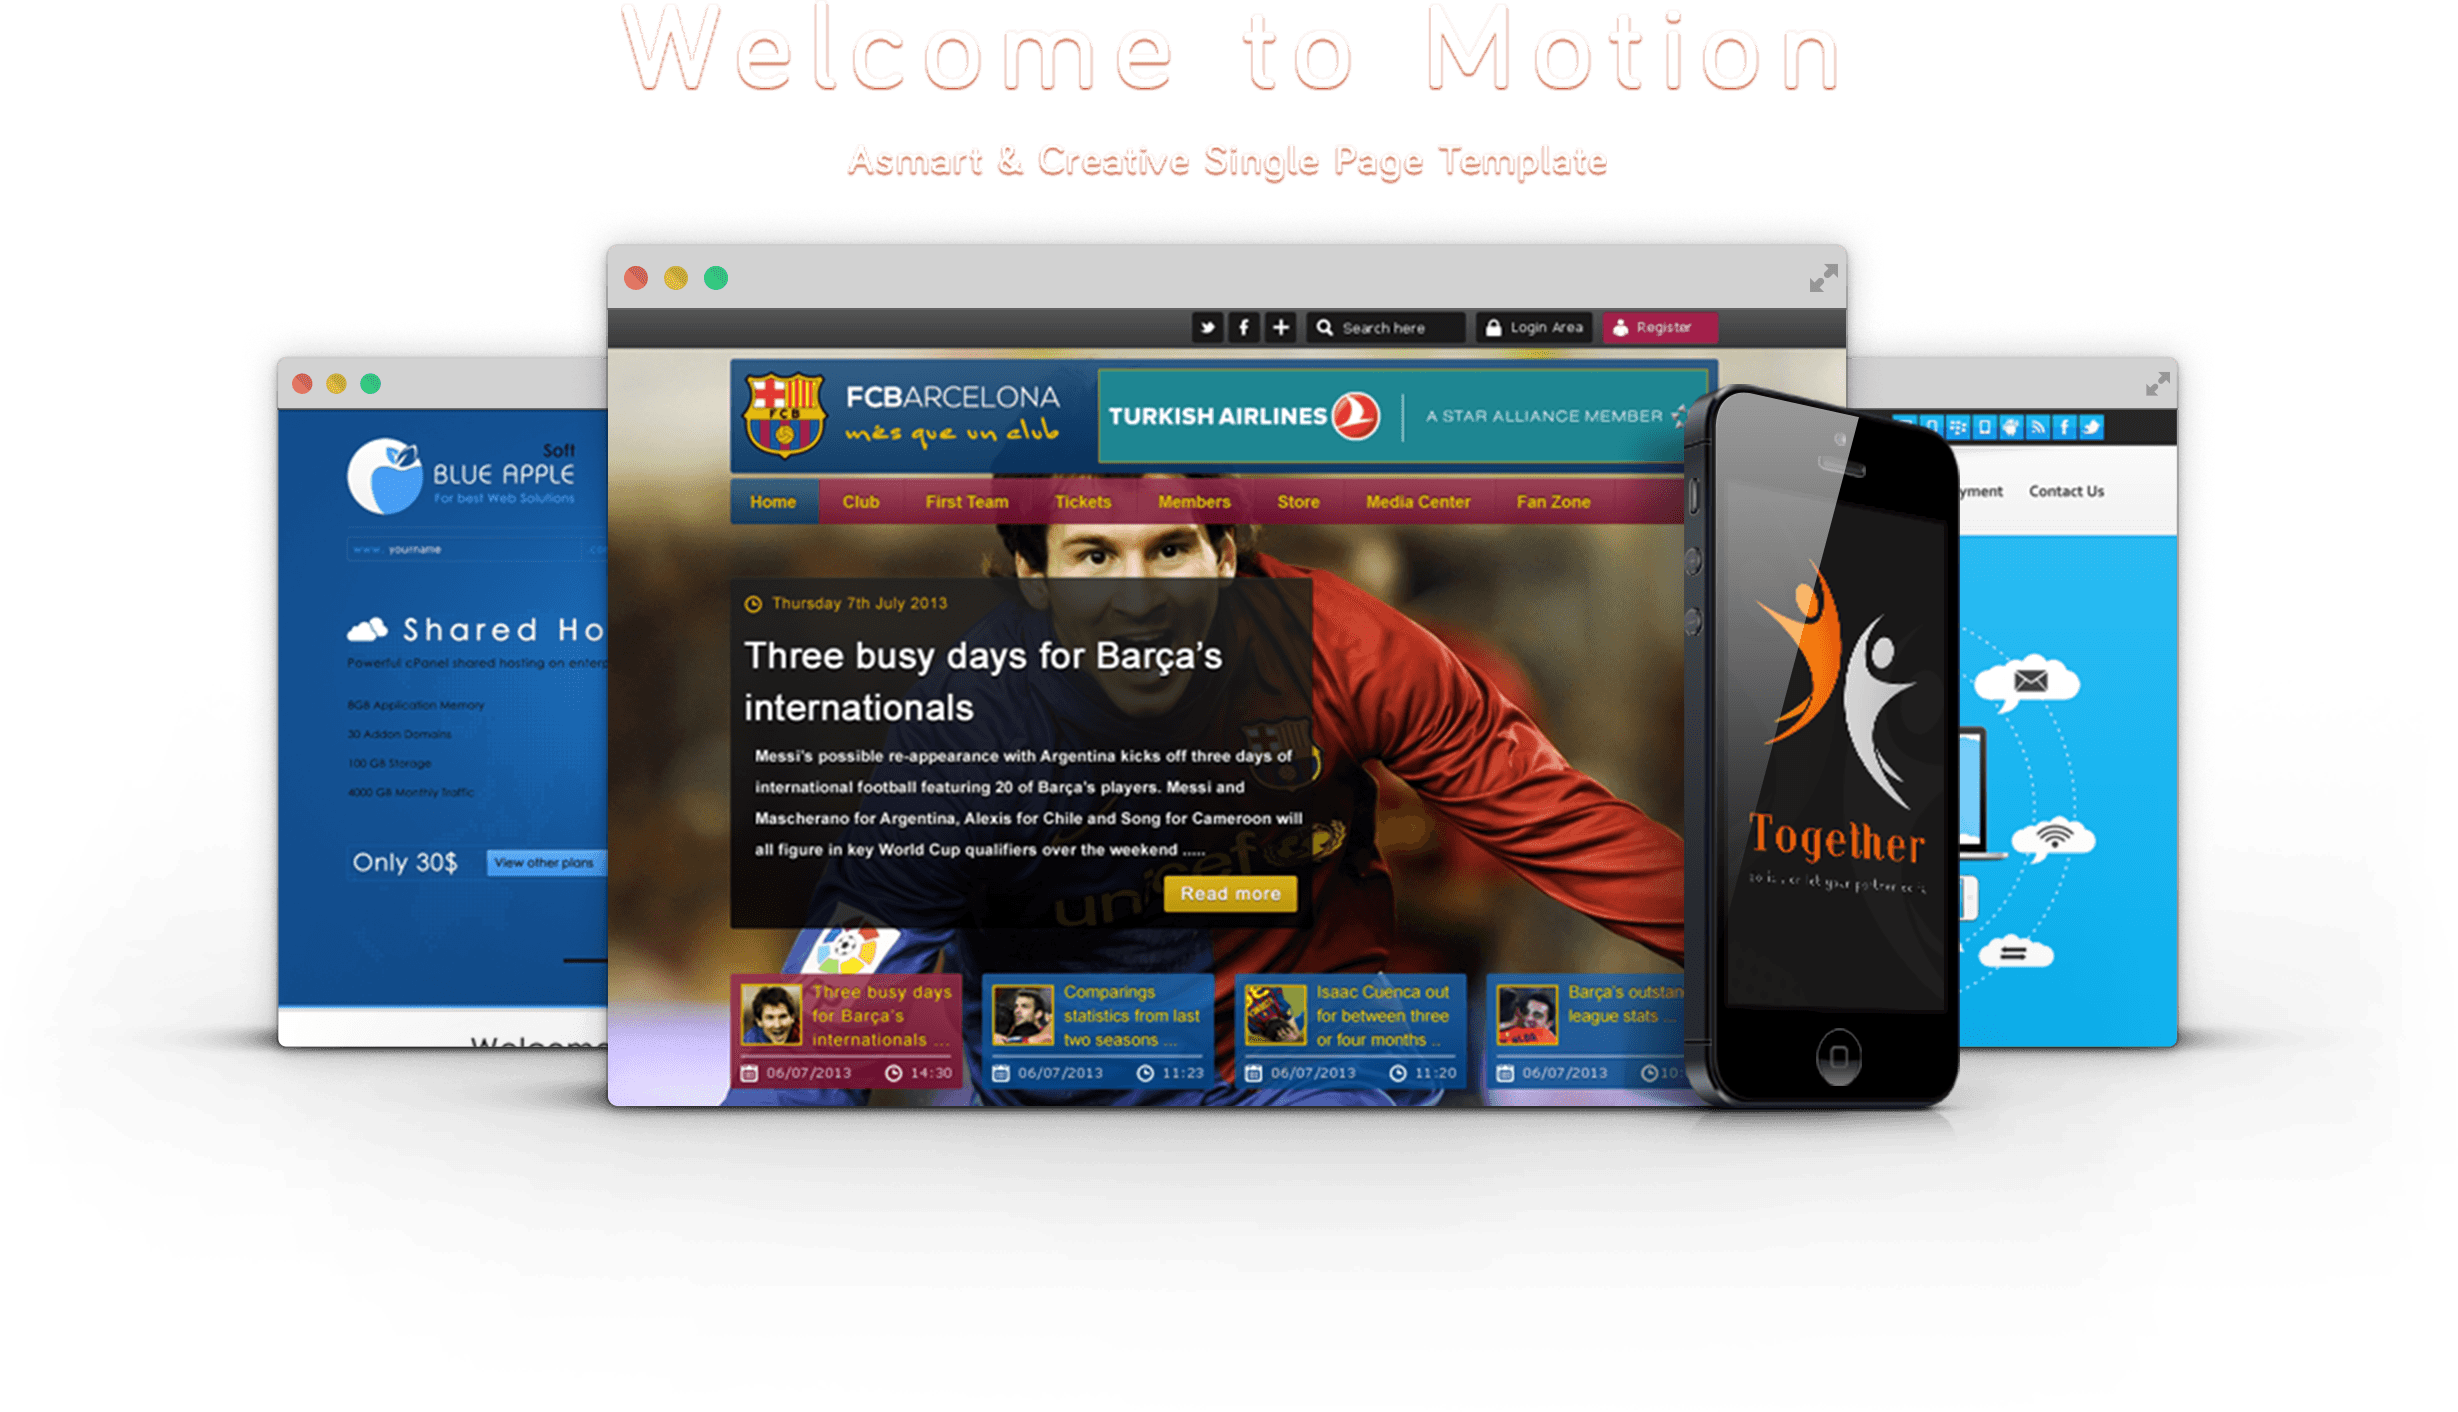 Welcome to Motion
Asmart & Creative Single Page Template
Search here
Login Area
Register
FCB
FCBARCELONA
més que un club
TURKISH AIRLINES
A STAR ALLIANCE MEMBER
Home
Club
First Team
Tickets
Members
Store
Media Center
Fan Zone
Thursday 7th July 2013
Three busy days for Barça's
internationals
Messi's possible re-appearance with Argentina kicks off three days of
international football featuring 20 of Barça's players. Messi and
Mascherano for Argentina, Alexis for Chile and Song for Cameroon will
all figure in key World Cup qualifiers over the weekend .....
Read more
unicef
Three busy days
for Barça's
internationals ...
06/07/2013
14:30
Comparings
statistics from last
two seasons ...
06/07/2013
11:23
Isaac Cuenca out
for between three
or four months ..
06/07/2013
11:20
Barça's outstan
league stats ...
06/07/2013
10:
Soft
BLUE APPLE
For best Web Solutions
www. yourname .co
Shared Ho
Powerful cPanel shared hosting on enterp
8GB Application Memory
30 Addon Domains
100 GB Storage
4000 GB Monthly Traffic
Only 30$
View other plans
Welcome
Together
yment
Contact Us